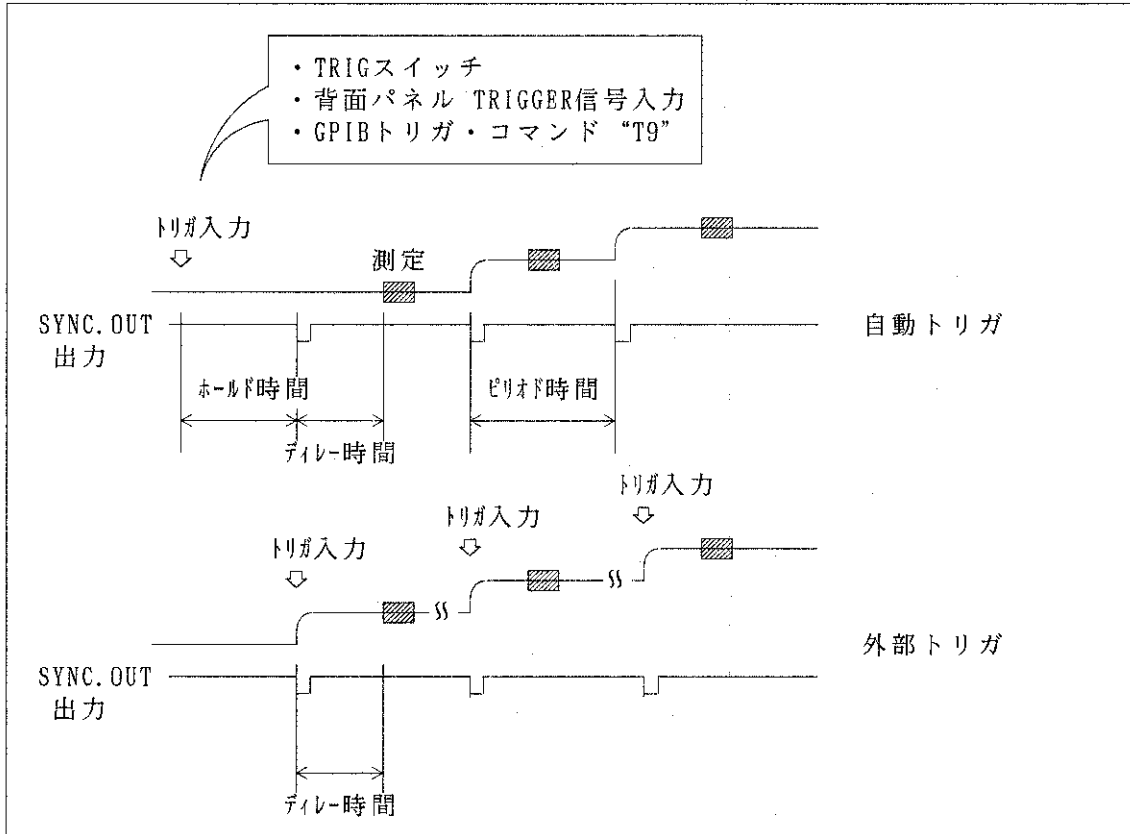 ・TRIGスイッチ
・背面パネル TRIGGER信号入力
・GPIBトリガ・コマンド “T9”
トリガ入力
測定
SYNC.OUT
出力
自動トリガ
ホールド時間
ピリオド時間
ディレー時間
トリガ入力
トリガ入力
トリガ入力
外部トリガ
SYNC.OUT
出力
ディレー時間